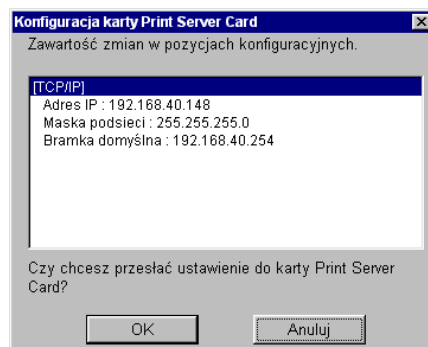 Konfiguracja karty Print Server Card
Zawartość zmian w pozycjach konfiguracyjnych.
[TCP/IP]
Adres IP : 192.168.40.148
Maska podsieci : 255.255.255.0
Bramka domyślna : 192.168.40.254
Czy chcesz przesłać ustawienie do karty Print Server
Card?
OK Anuluj